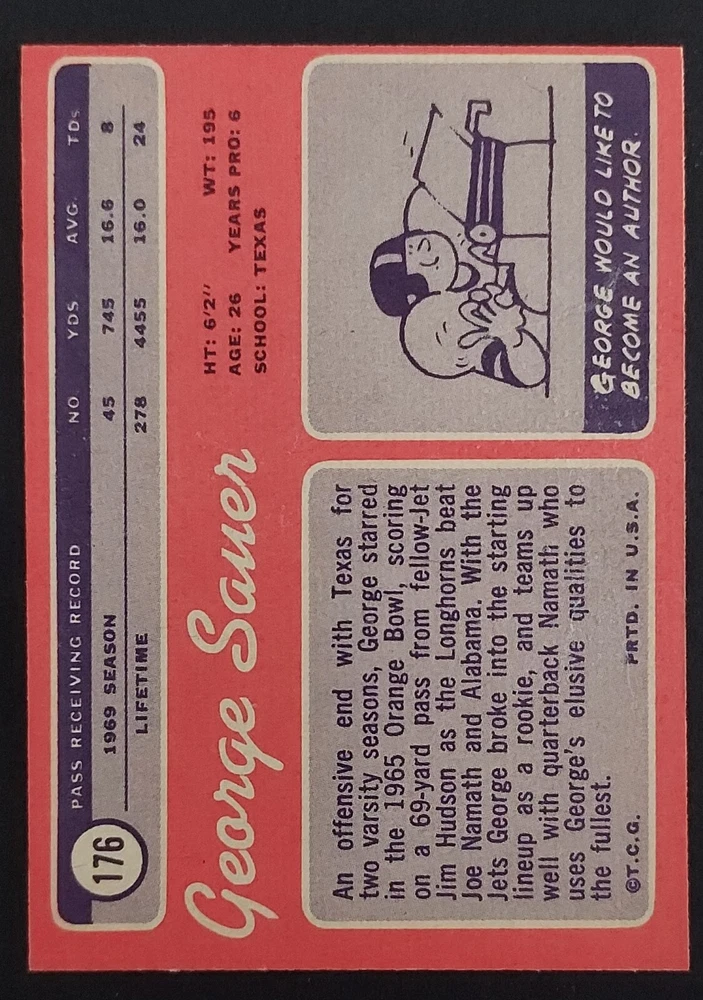 176
PASS RECEIVING RECORD NO YDS AVG. TDs
1969 SEASON 45 745 16.6 8
LIFETIME 278 4455 16.0 24
George Sauer
HT: 6'2" WT: 195
AGE: 26 YEARS PRO: 6
SCHOOL: TEXAS
An offensive end with Texas for
two varsity seasons, George starred
in the 1965 Orange Bowl, scoring
on a 69-yard pass from fellow-Jet
Jim Hudson as the Longhorns beat
Joe Namath and Alabama. With the
Jets George broke into the starting
lineup as a rookie, and teams up
well with quarterback Namath who
uses George's elusive qualities to
the fullest.
©T.C.G. PRTD. IN U.S.A.
GEORGE WOULD LIKE TO
BECOME AN AUTHOR.